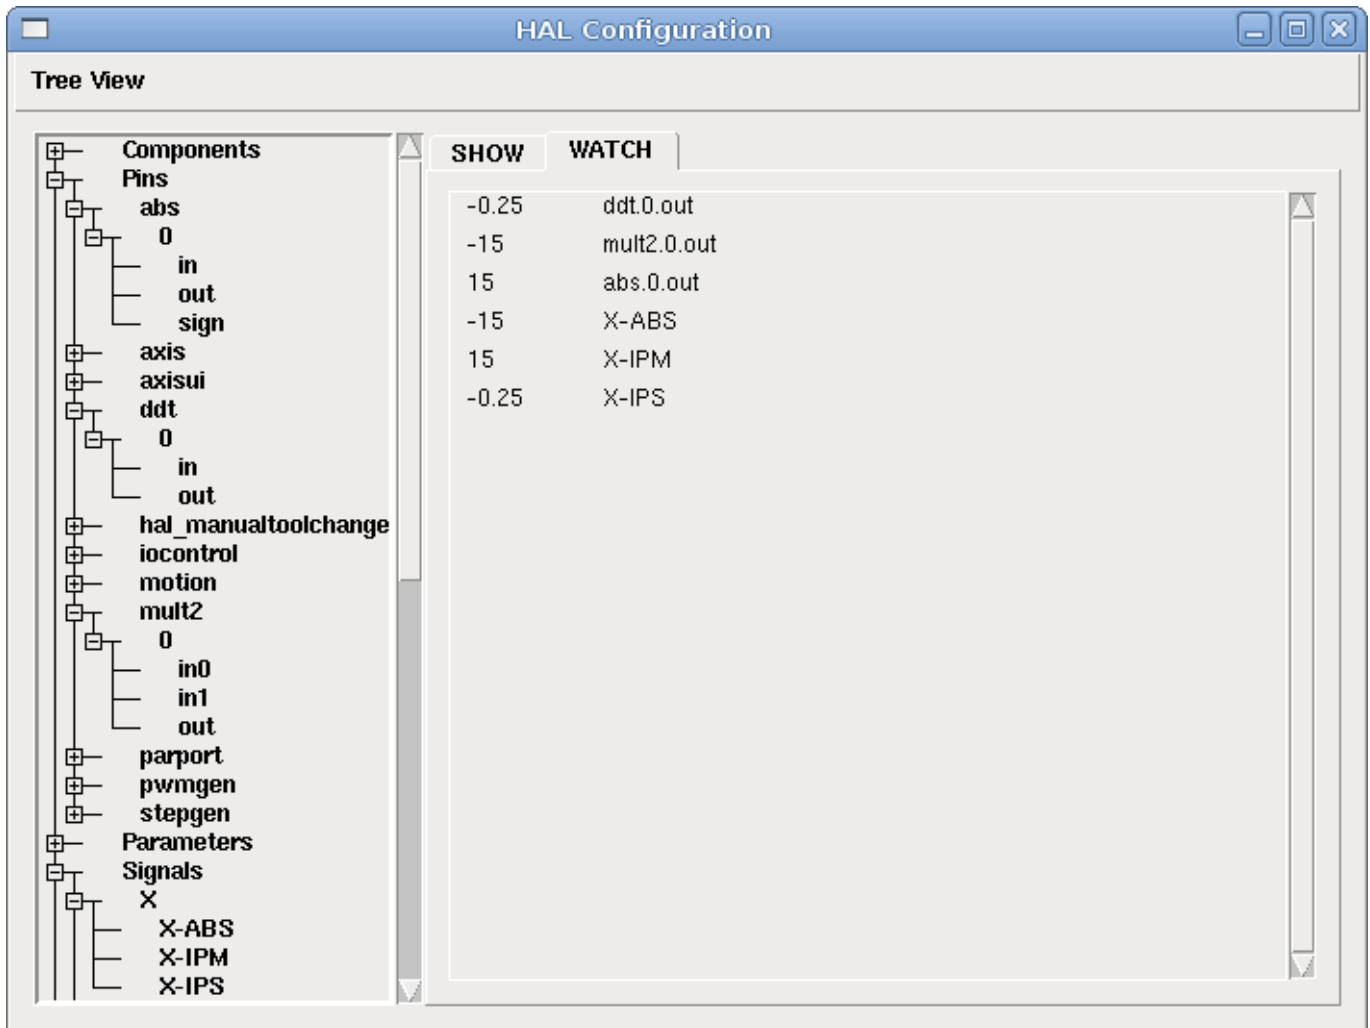 HAL Configuration
Tree View
Components
Pins
abs
0
in
out
sign
axis
axisui
ddt
0
in
out
hal_manualtoolchange
iocontrol
motion
mult2
0
in0
in1
out
parport
pwmgen
stepgen
Parameters
Signals
X
X-ABS
X-IPM
X-IPS
SHOW WATCH
-0.25 ddt.0.out
-15 mult2.0.out
15 abs.0.out
-15 X-ABS
15 X-IPM
-0.25 X-IPS